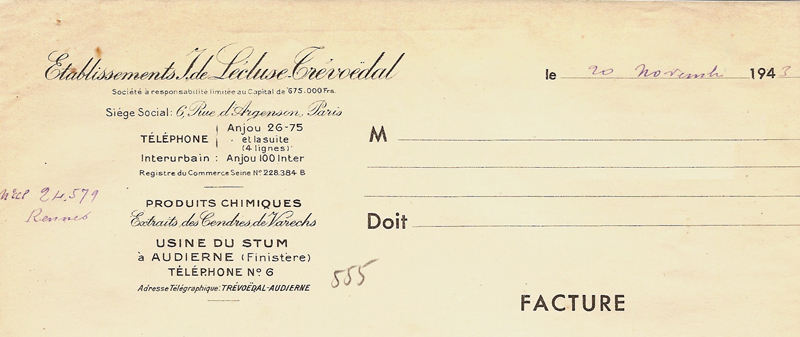 Etablissements J. de Lécluse-Trévoëdal
Société à responsabilité limitée au Capital de 675.000 Frs.
Siège Social: 6, Rue d'Argenson, Paris
TÉLÉPHONE Anjou 26-75
et la suite
(4 lignes)
Interurbain : Anjou 100 Inter
Registre du Commerce Seine No 228.384 B
24.579
Rennes
PRODUITS CHIMIQUES
Extraits des Cendres de Varechs
USINE DU STUM
à AUDIERNE (Finistère)
TÉLÉPHONE No 6
Adresse Télégraphique: TRÉVOËDAL-AUDIERNE
555
le 20 Novembre 1943
M
Doit
FACTURE